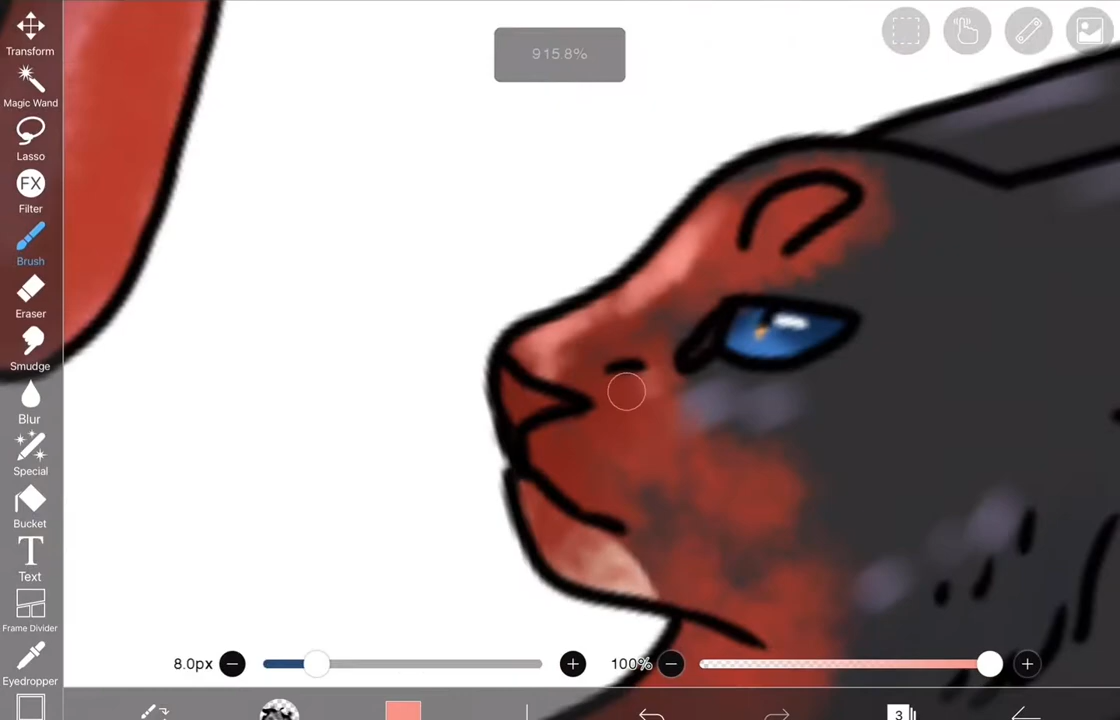 915.8%
Transform
Magic Wand
Lasso
FX
Filter
Brush
Eraser
Smudge
Blur
Special
Bucket
T
Text
Frame Divider
Eyedropper
8.0px
100%
3